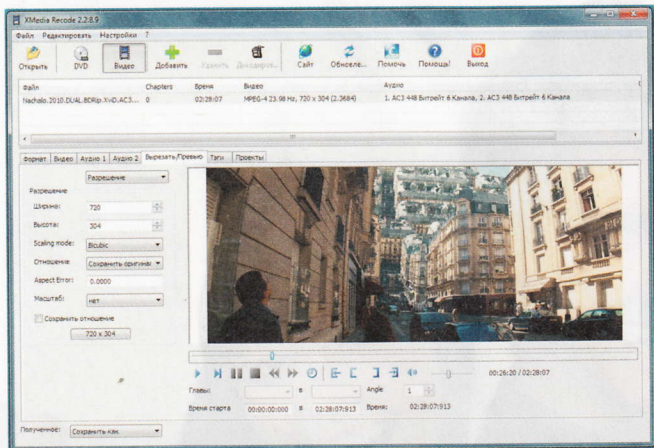 XMedia Recode 2.2.8.9
Файл Редактировать Настройки ?
Открыть DVD Видео Добавить Удалить Декодиров... Сайт Обновле... Помочь Помощь! Выход
Файл Chapters Время Видео Аудио
Nachalo.2010.DUAL.BDRip.XviD.AC3... 0 02:28:07 MPEG-4 23.98 Hz, 720 x 304 (2.3684) 1. AC3 448 Битрейт 6 Канала, 2. AC3 448 Битрейт 6 Канала
Формат Видео Аудио 1 Аудио 2 Вырезать/Превью Тэги Проекты
Разрешение
Разрешение
Ширина: 720
Высота: 304
Scaling mode: Bicubic
Отношение Сохранить оригинал
Aspect Error: 0.0000
Масштаб: нет
Сохранить отношение
720 x 304
00:26:20 / 02:28:07
Главы: в Angle 1
Время старта 00:00:00:000 в 02:28:07:913 Время: 02:28:07:913
Полученное: Сохранить как